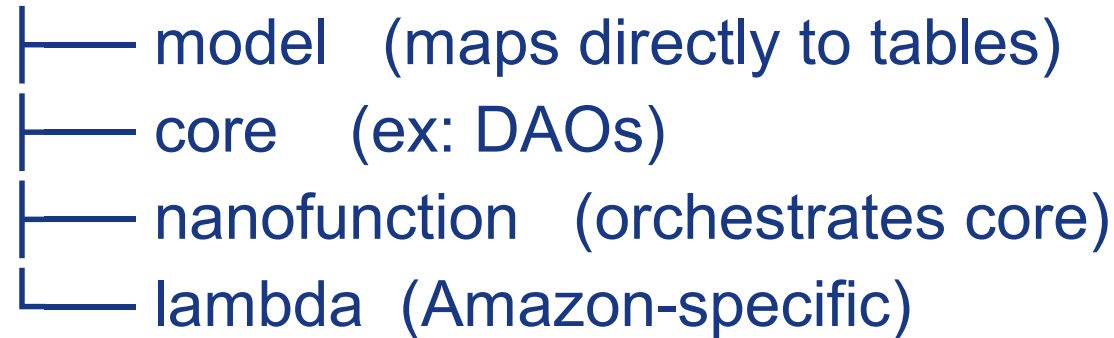 ├── model (maps directly to tables)
├── core (ex: DAOs)
├── nanofunction (orchestrates core)
└── lambda (Amazon-specific)